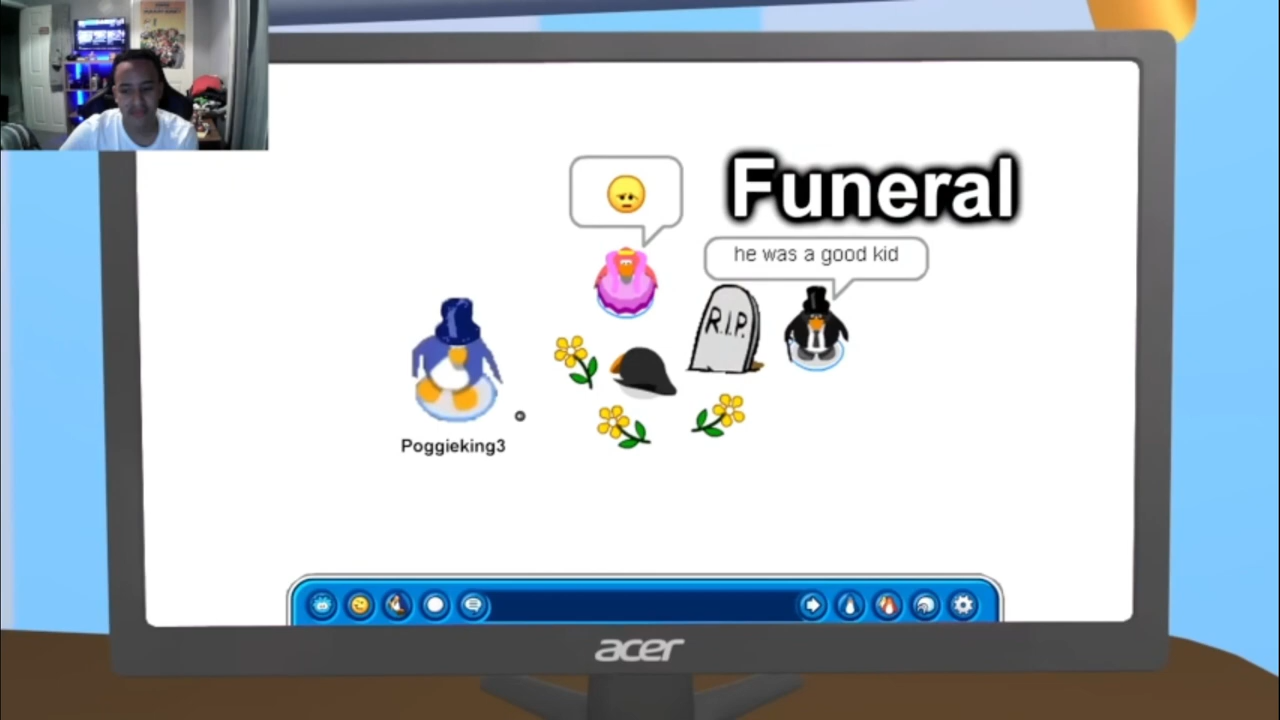 Funeral
he was a good kid
R.I.P.
Poggieking3
acer